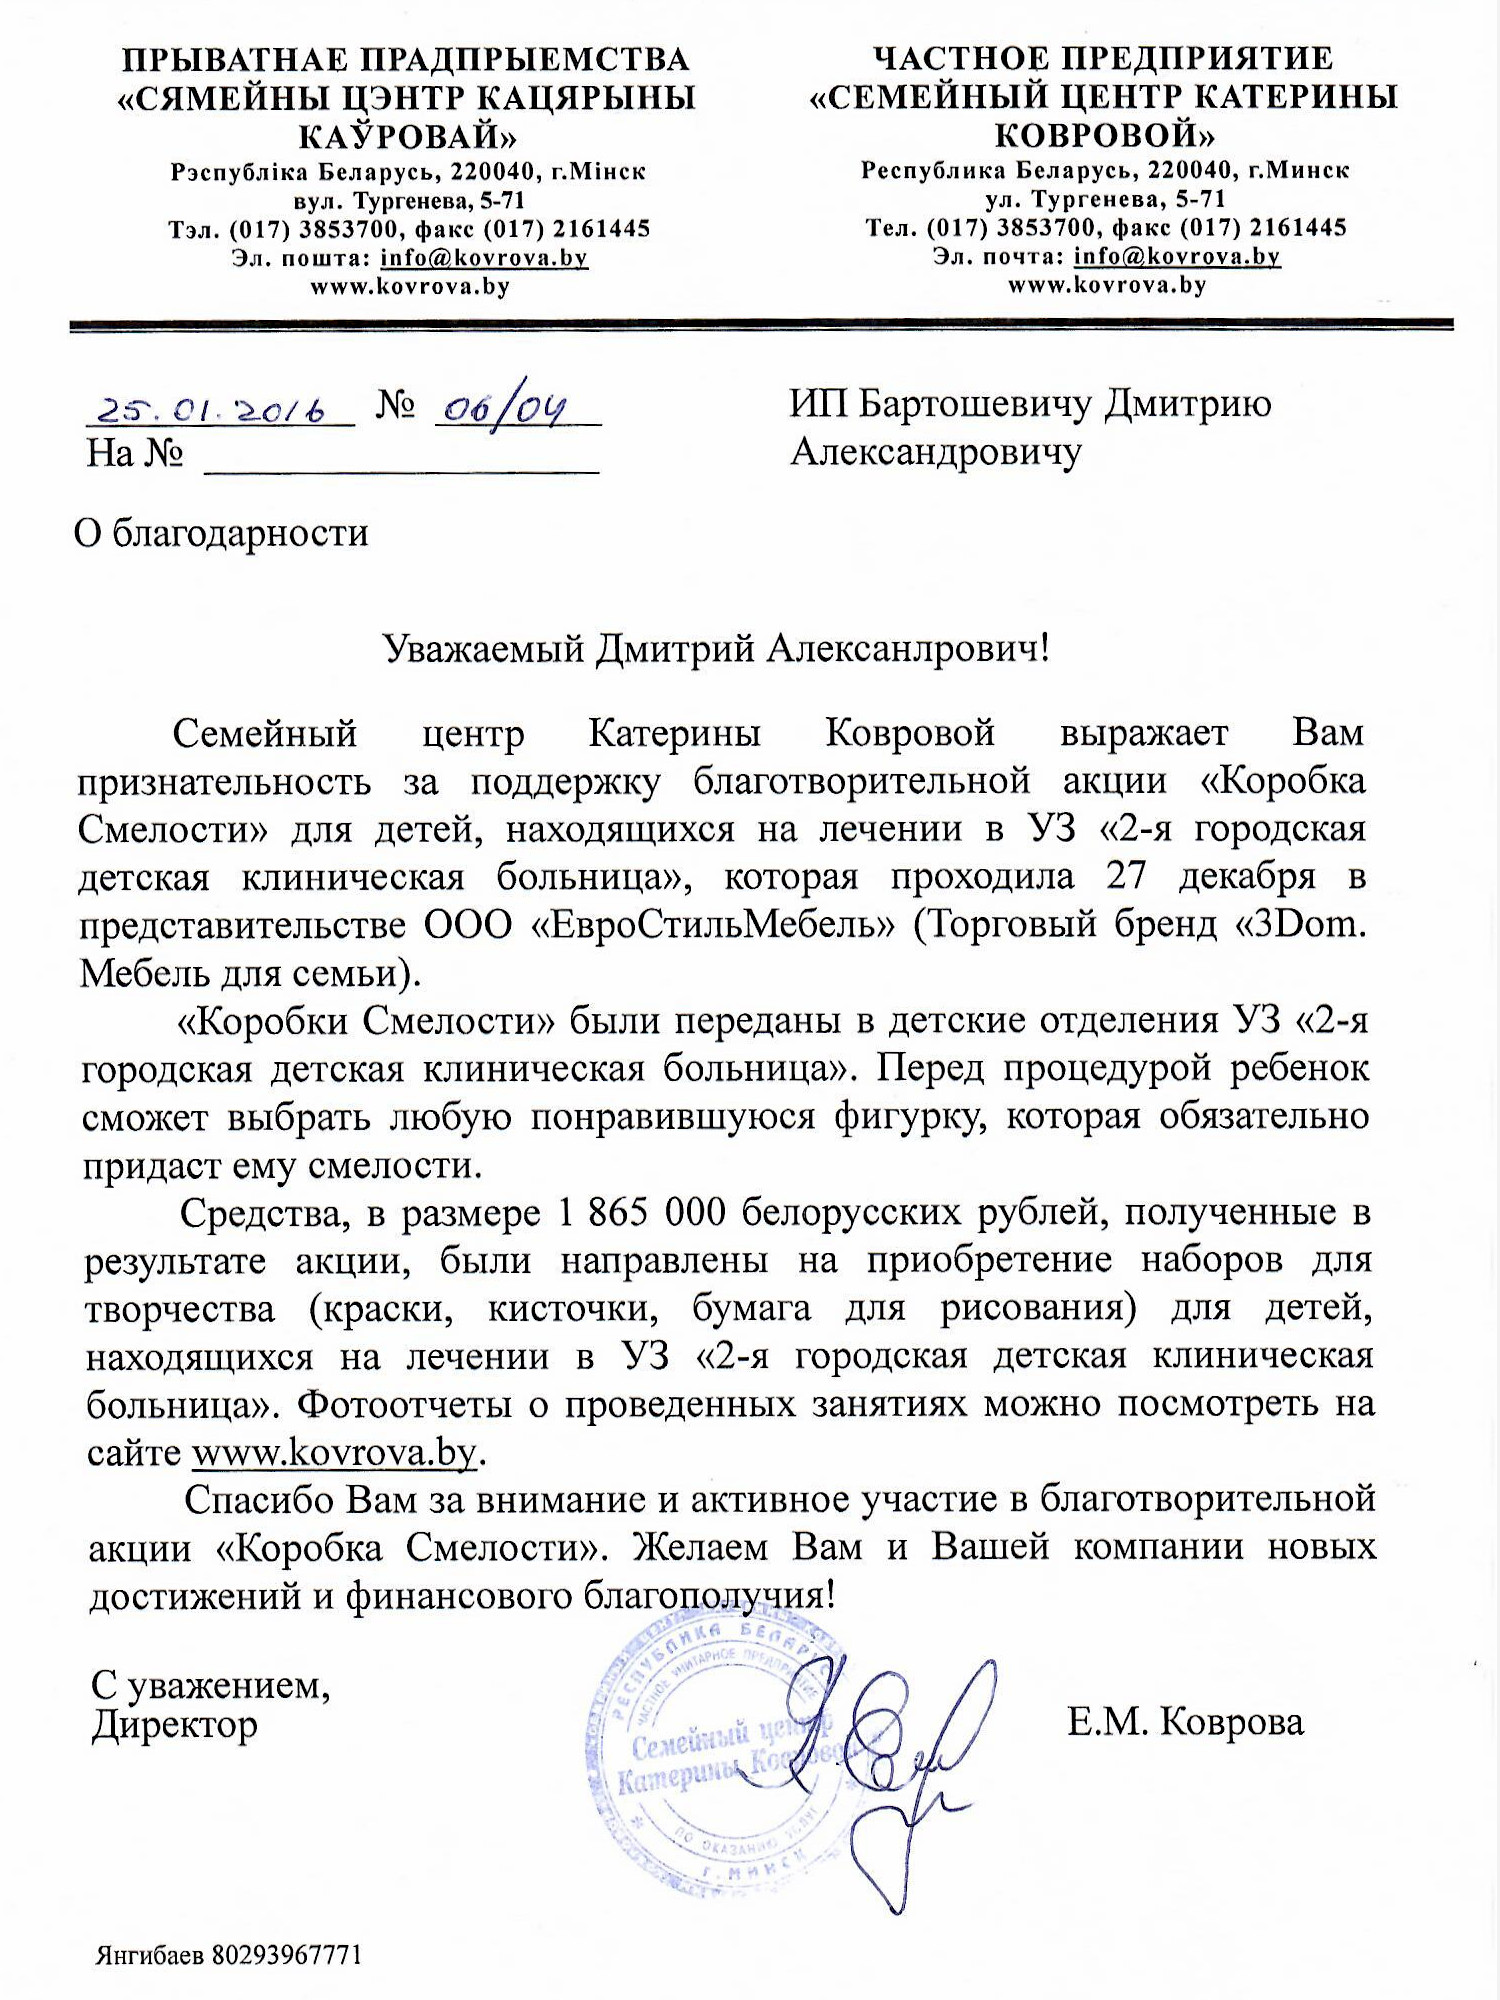 ПРЫВАТНАЕ ПРАДПРЫЕМСТВА
«СЯМЕЙНЫ ЦЭНТР КАЦЯРЫНЫ
КАЎРОВАЙ»
Рэспубліка Беларусь, 220040, г.Мінск
вул. Тургенева, 5-71
Тэл. (017) 3853700, факс (017) 2161445
Эл. пошта: info@kovrova.by
www.kovrova.by
ЧАСТНОЕ ПРЕДПРИЯТИЕ
«СЕМЕЙНЫЙ ЦЕНТР КАТЕРИНЫ
КОВРОВОЙ»
Республика Беларусь, 220040, г.Минск
ул. Тургенева, 5-71
Тел. (017) 3853700, факс (017) 2161445
Эл. почта: info@kovrova.by
www.kovrova.by
25.01.2016 № 06/04
На №
ИП Бартошевичу Дмитрию
Александровичу
О благодарности
Уважаемый Дмитрий Алексанлрович!
Семейный центр Катерины Ковровой выражает Вам
признательность за поддержку благотворительной акции «Коробка
Смелости» для детей, находящихся на лечении в УЗ «2-я городская
детская клиническая больница», которая проходила 27 декабря в
представительстве ООО «ЕвроСтильМебель» (Торговый бренд «3Dom.
Мебель для семьи).
«Коробки Смелости» были переданы в детские отделения УЗ «2-я
городская детская клиническая больница». Перед процедурой ребенок
сможет выбрать любую понравившуюся фигурку, которая обязательно
придаст ему смелости.
Средства, в размере 1 865 000 белорусских рублей, полученные в
результате акции, были направлены на приобретение наборов для
творчества (краски, кисточки, бумага для рисования) для детей,
находящихся на лечении в УЗ «2-я городская детская клиническая
больница». Фотоотчеты о проведенных занятиях можно посмотреть на
сайте www.kovrova.by.
Спасибо Вам за внимание и активное участие в благотворительной
акции «Коробка Смелости». Желаем Вам и Вашей компании новых
достижений и финансового благополучия!
С уважением,
Директор
Е.М. Коврова
РЕСПУБЛИКА БЕЛАРУСЬ
ЧАСТНОЕ УНИТАРНОЕ ПРЕДПРИЯТИЕ
Семейный центр
Катерины Ковровой
ПО ОКАЗАНИЮ УСЛУГ
г.МИНСК
Янгибаев 80293967771